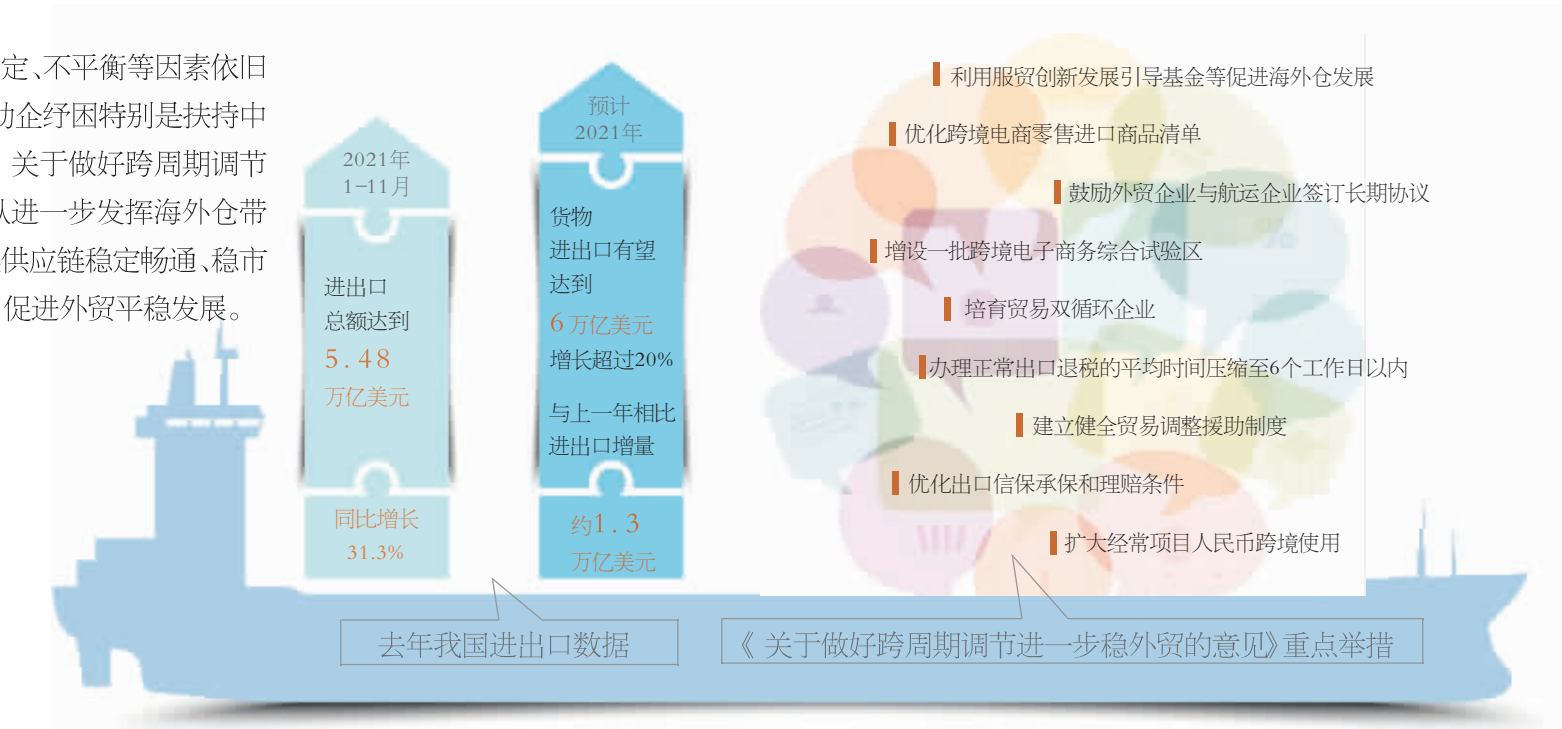 定、不平衡等因素依旧
企纾困特别是扶持中
关于做好跨周期调节
进一步发挥海外仓带
供应链稳定畅通、稳市
促进外贸平稳发展。
2021年
1-11月
进出口
总额达到
5.48
万亿美元
同比增长
31.3%
预计
2021年
货物
进出口有望
达到
6万亿美元
增长超过20%
与上一年相比
进出口增量
约1.3
万亿美元
去年我国进出口数据
利用服贸创新发展引导基金等促进海外仓发展
优化跨境电商零售进口商品清单
鼓励外贸企业与航运企业签订长期协议
增设一批跨境电子商务综合试验区
培育贸易双循环企业
办理正常出口退税的平均时间压缩至6个工作日以内
建立健全贸易调整援助制度
优化出口信保承保和理赔条件
扩大经常项目人民币跨境使用
《关于做好跨周期调节进一步稳外贸的意见》重点举措